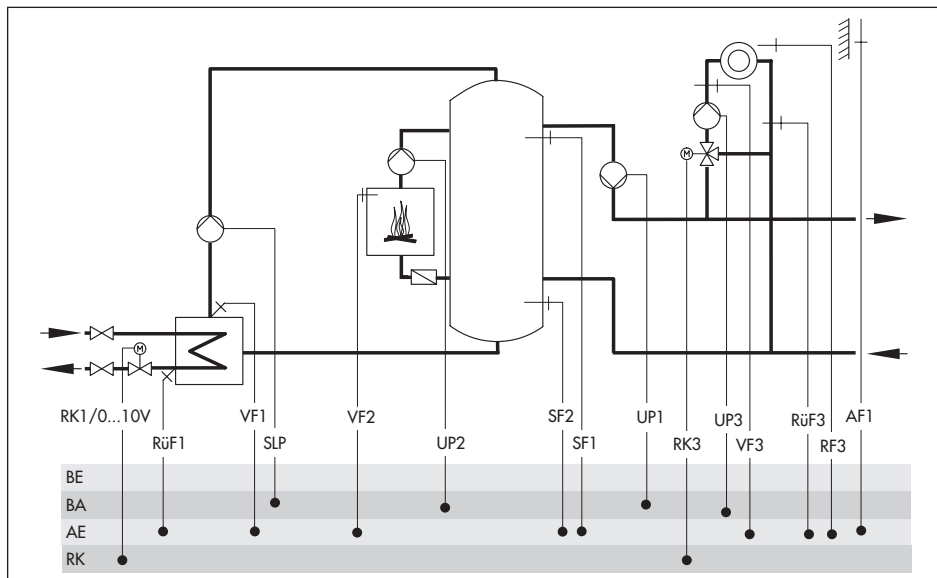 M
M
RK1/0...10V
VF1
VF2
SF2
UP1
UP3
RüF3
AF1
RüF1
SLP
UP2
SF1
RK3
VF3
RF3
BE
BA
AE
RK